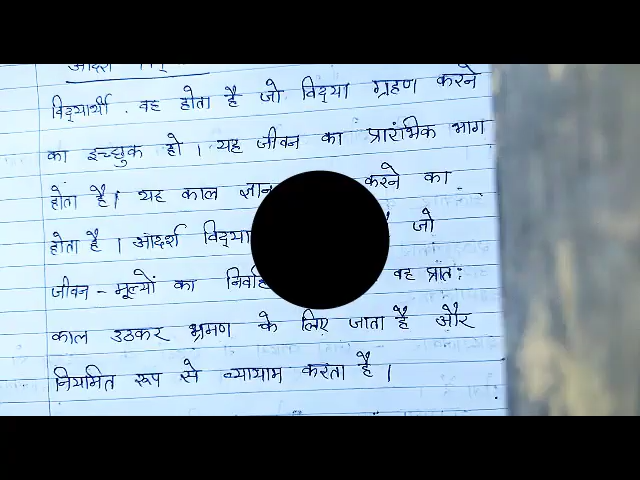 आदर्श
विद्यार्थी . वह होता है जो विद्या ग्रहण करने
का इच्छुक हो । यह जीवन का प्रारंभिक भाग
होता है। यह काल ज्ञान करने का
होता है । आदर्श जो
जीवन - मूल्यों का वह प्रातः
काल उठकर भ्रमण के लिए जाता है और
नियमित रूप से व्यायाम करता है ।